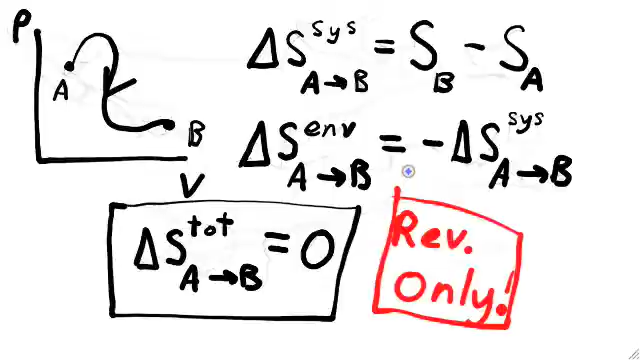 P
A
B
V
ΔS^sys_A→B = S_B - S_A
ΔS^env_A→B = -ΔS^sys_A→B
ΔS^tot_A→B = 0
Rev.
Only!